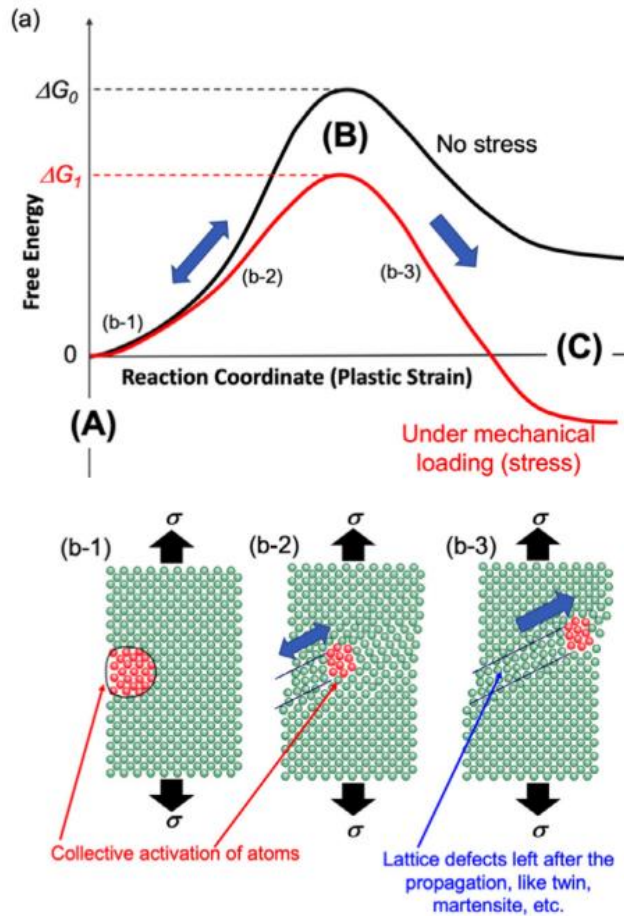 (a)
ΔG₀
(B)
No stress
ΔG₁
Free Energy
(b-1)
(b-2)
(b-3)
0
Reaction Coordinate (Plastic Strain)
(C)
(A)
Under mechanical
loading (stress)
σ
σ
σ
(b-1)
(b-2)
(b-3)
σ
σ
σ
Collective activation of atoms
Lattice defects left after the
propagation, like twin,
martensite, etc.